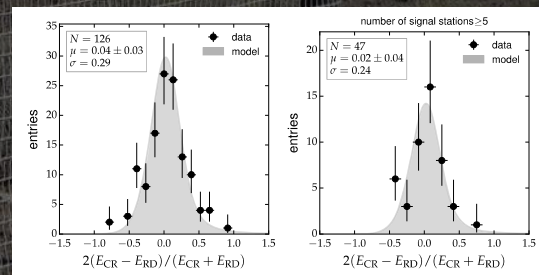 35
30
25
20
15
10
5
0
entries
N = 126
μ = 0.04 ± 0.03
σ = 0.29
data
model
−1.5 −1.0 −0.5 0.0 0.5 1.0 1.5
2(E_CR − E_RD)/(E_CR + E_RD)
number of signal stations≥5
20
15
10
5
0
entries
N = 47
μ = 0.02 ± 0.04
σ = 0.24
data
model
−1.5 −1.0 −0.5 0.0 0.5 1.0 1.5
2(E_CR − E_RD)/(E_CR + E_RD)